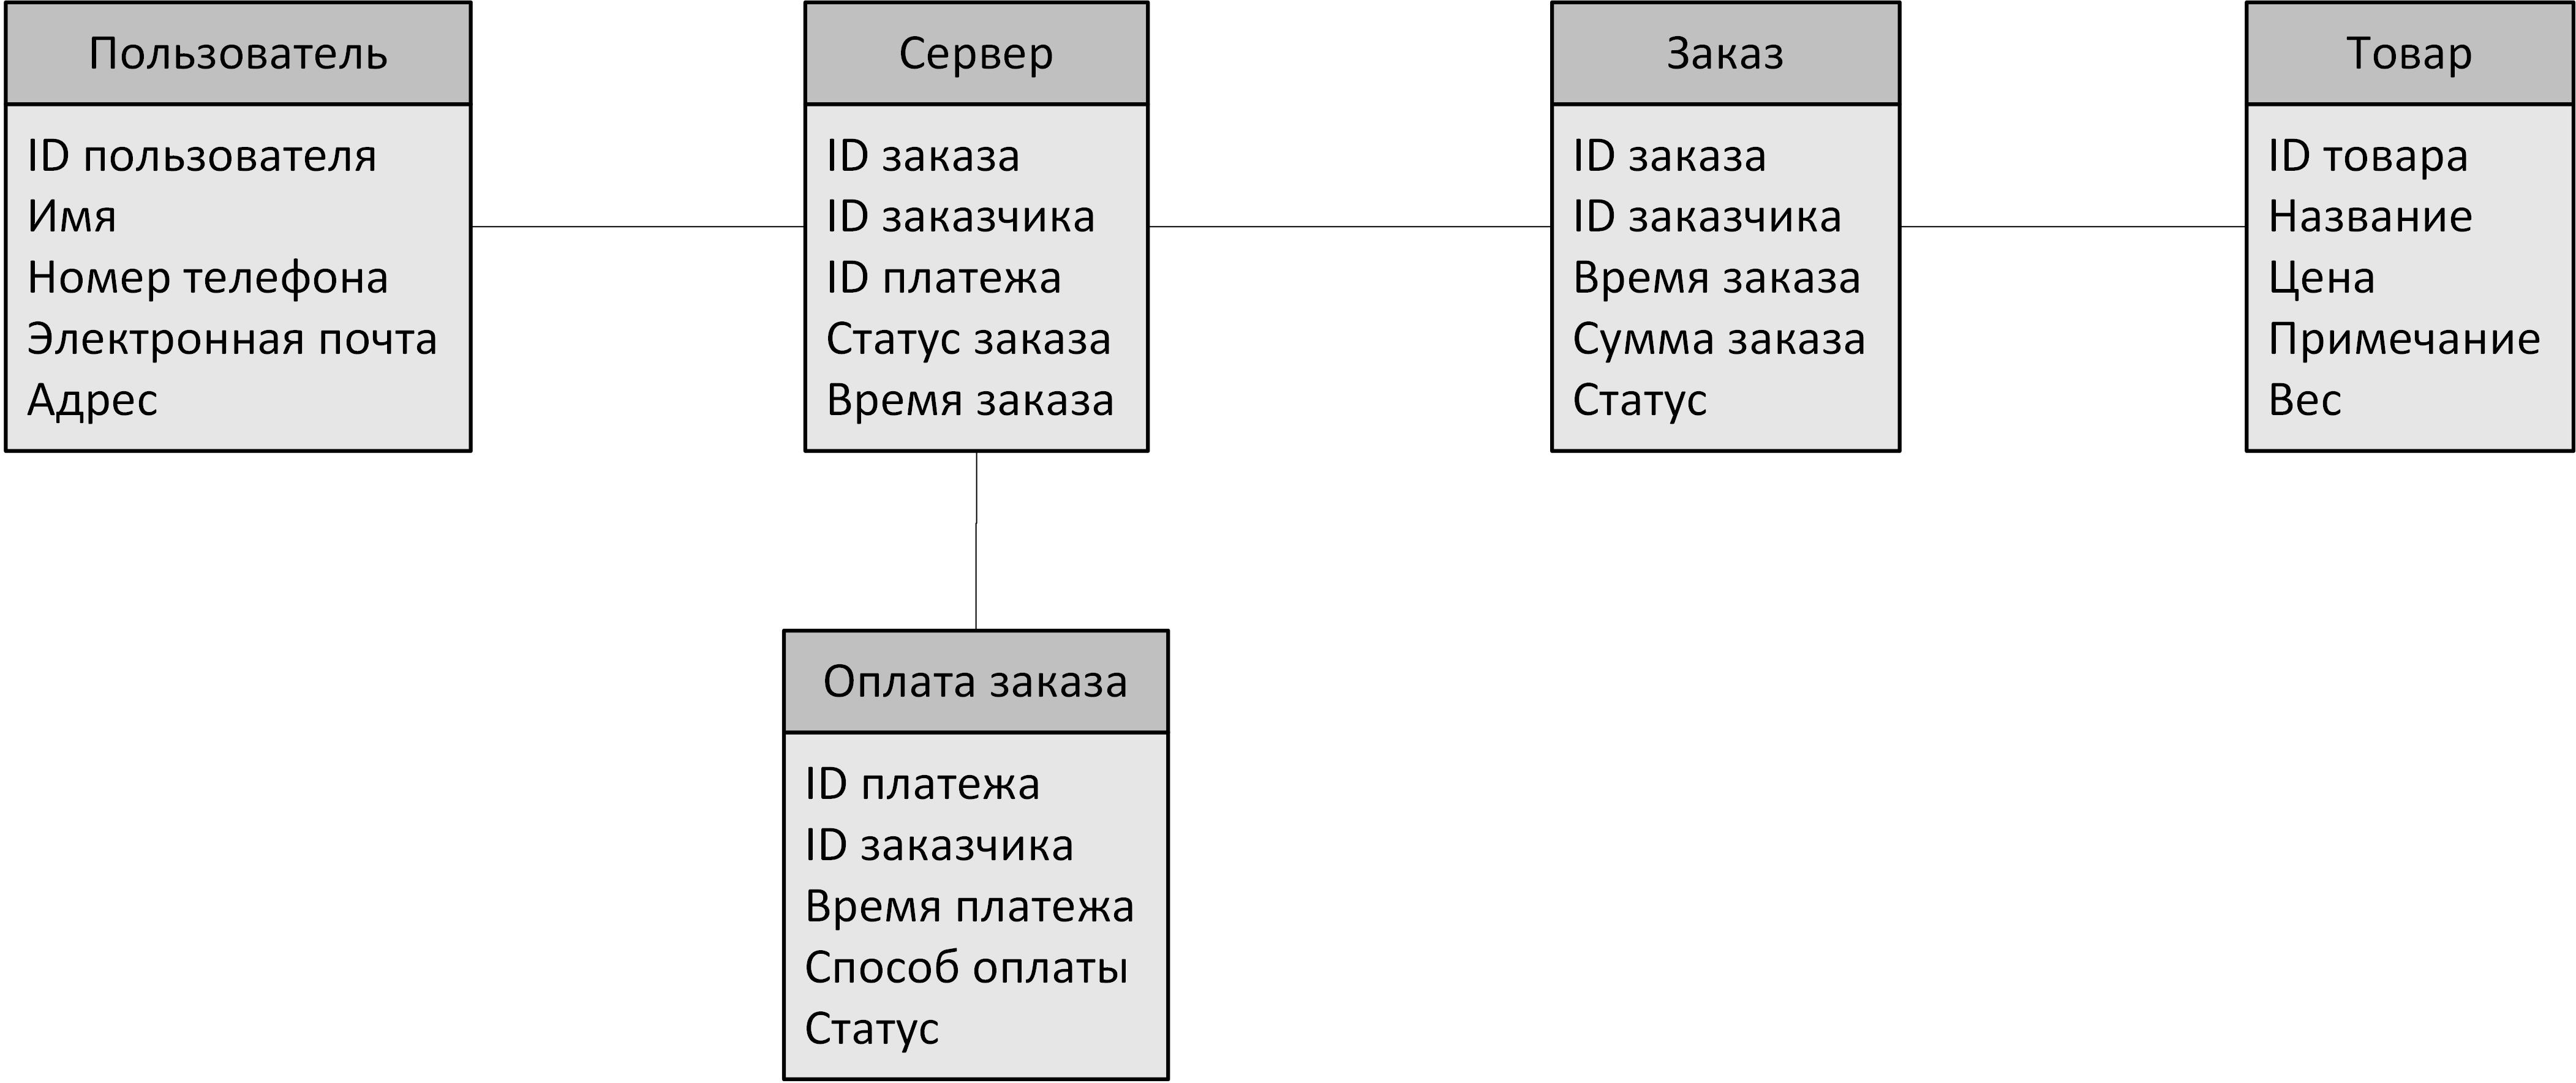 Пользователь
ID пользователя
Имя
Номер телефона
Электронная почта
Адрес
Сервер
ID заказа
ID заказчика
ID платежа
Статус заказа
Время заказа
Заказ
ID заказа
ID заказчика
Время заказа
Сумма заказа
Статус
Товар
ID товара
Название
Цена
Примечание
Вес
Оплата заказа
ID платежа
ID заказчика
Время платежа
Способ оплаты
Статус